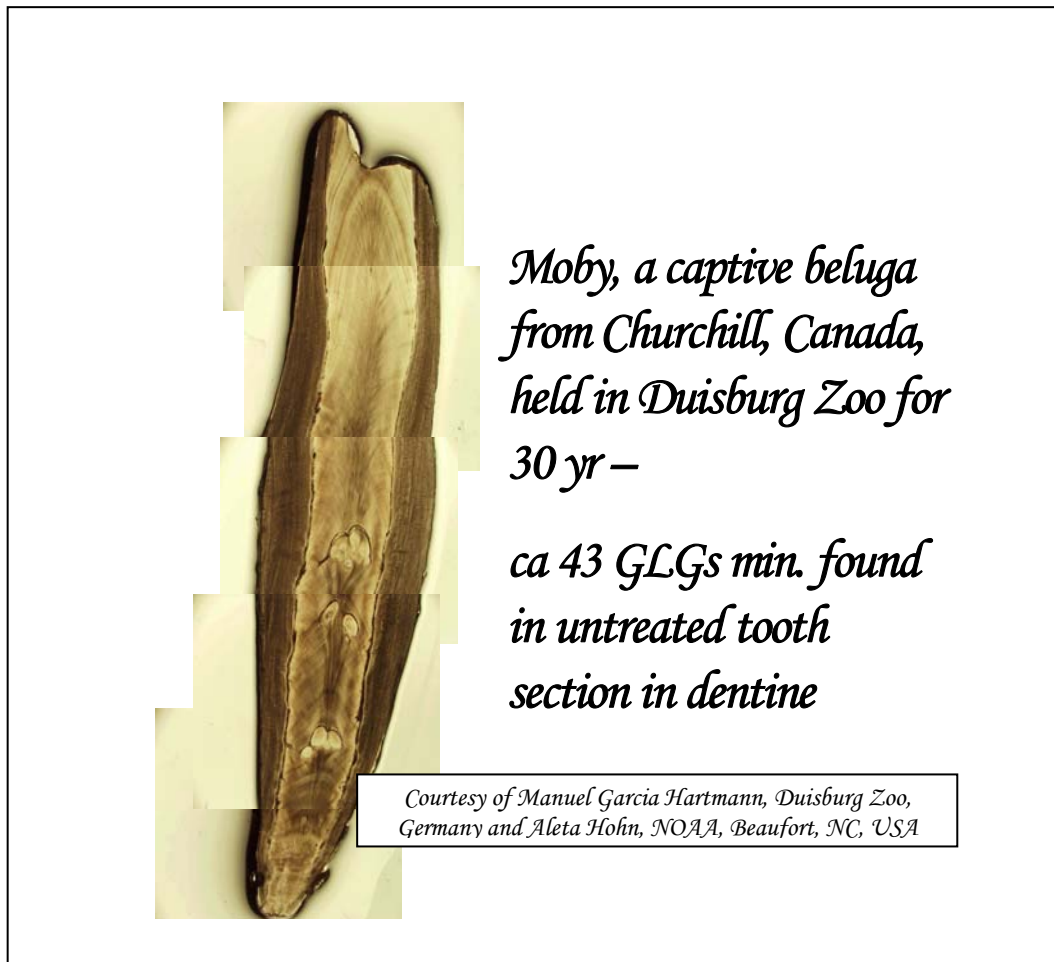 Moby, a captive beluga
from Churchill, Canada,
held in Duisburg Zoo for
30 yr –
ca 43 GLGs min. found
in untreated tooth
section in dentine
Courtesy of Manuel Garcia Hartmann, Duisburg Zoo,
Germany and Aleta Hohn, NOAA, Beaufort, NC, USA